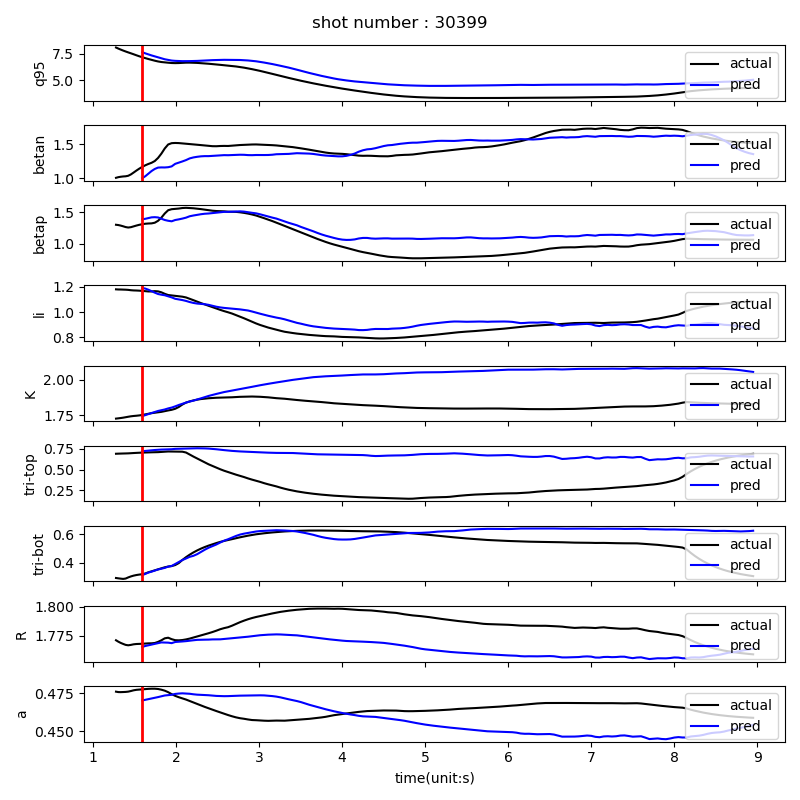 shot number : 30399
7.5
5.0
q95
actual
pred
1.5
1.0
betan
actual
pred
1.5
1.0
betap
actual
pred
1.2
1.0
0.8
li
actual
pred
2.00
1.75
K
actual
pred
0.75
0.50
0.25
tri-top
actual
pred
0.6
0.4
tri-bot
actual
pred
1.800
1.775
R
actual
pred
0.475
0.450
a
actual
pred
1 2 3 4 5 6 7 8 9
time(unit:s)